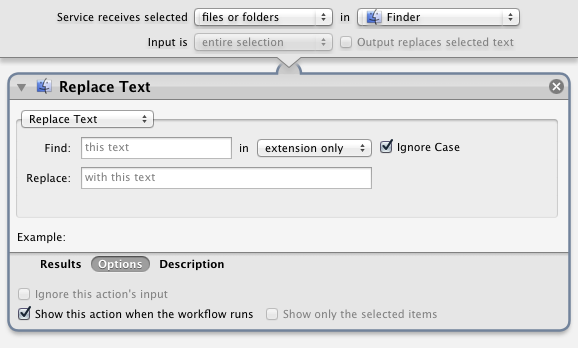 Service receives selected files or folders in Finder
Input is entire selection Output replaces selected text
Replace Text
Replace Text
Find: this text in extension only Ignore Case
Replace: with this text
Example:
Results Options Description
Ignore this action's input
Show this action when the workflow runs Show only the selected items